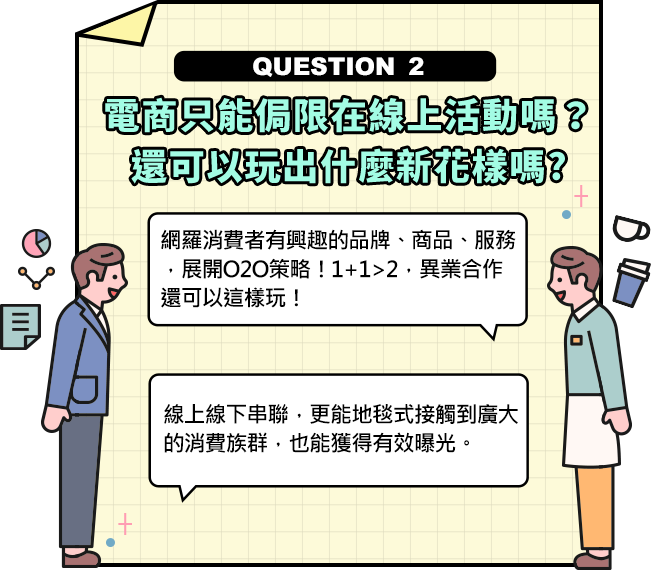 QUESTION 2
電商只能侷限在線上活動嗎？
還可以玩出什麼新花樣嗎?
網羅消費者有興趣的品牌、商品、服務
，展開O2O策略！1+1>2，異業合作
還可以這樣玩！
線上線下串聯，更能地毯式接觸到廣大
的消費族群，也能獲得有效曝光。